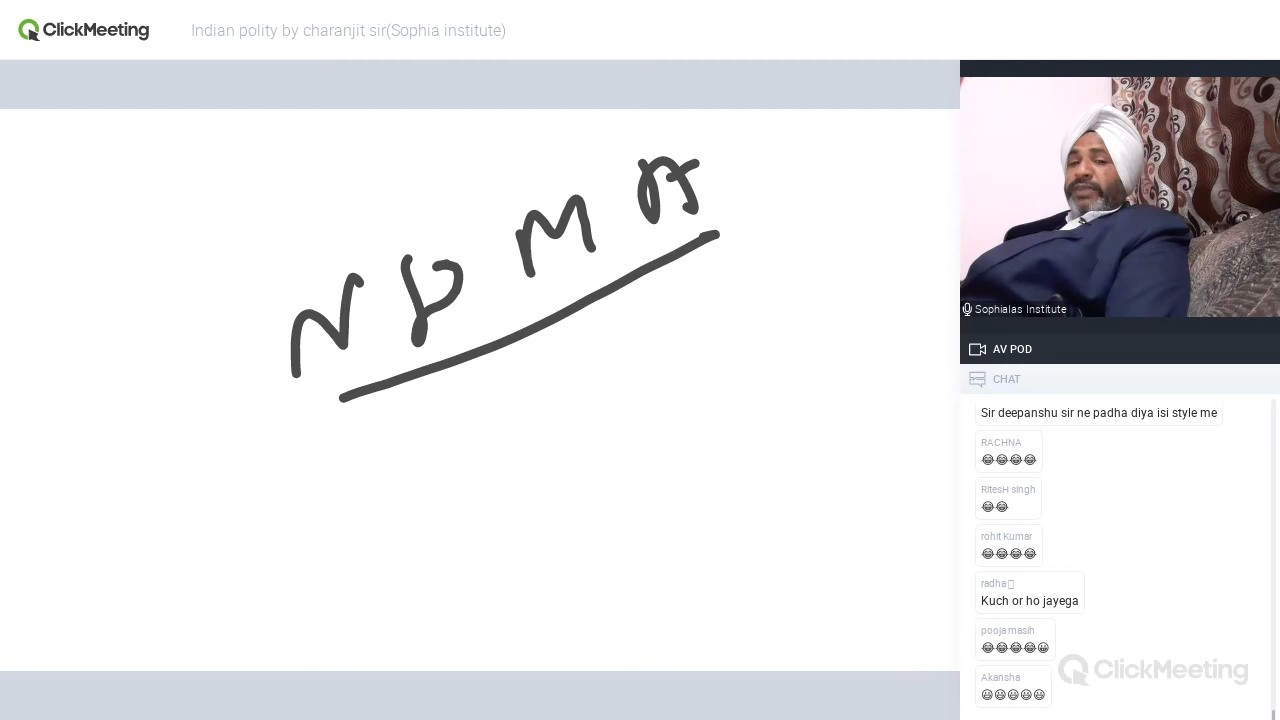 ClickMeeting
Indian polity by charanjit sir(Sophia institute)
N D M A
SophiaIas Institute
AV POD
CHAT
Sir deepanshu sir ne padha diya isi style me
RACHNA
😂😂😂😂
RitesH singh
😂😂
rohit Kumar
😂😂😂😂
radha
Kuch or ho jayega
pooja masih
😂😂😂😂😀
Akansha
😃😃😃😃😃
ClickMeeting